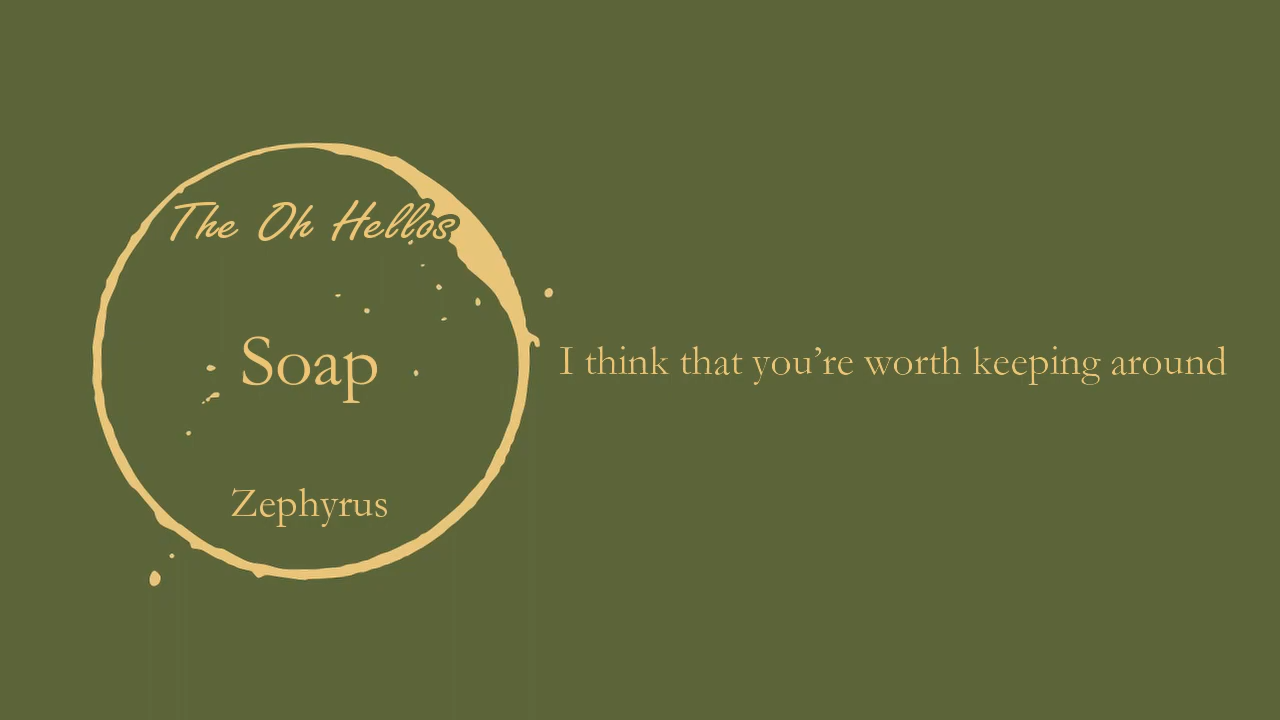 The Oh Hellos
Soap
Zephyrus
I think that you’re worth keeping around